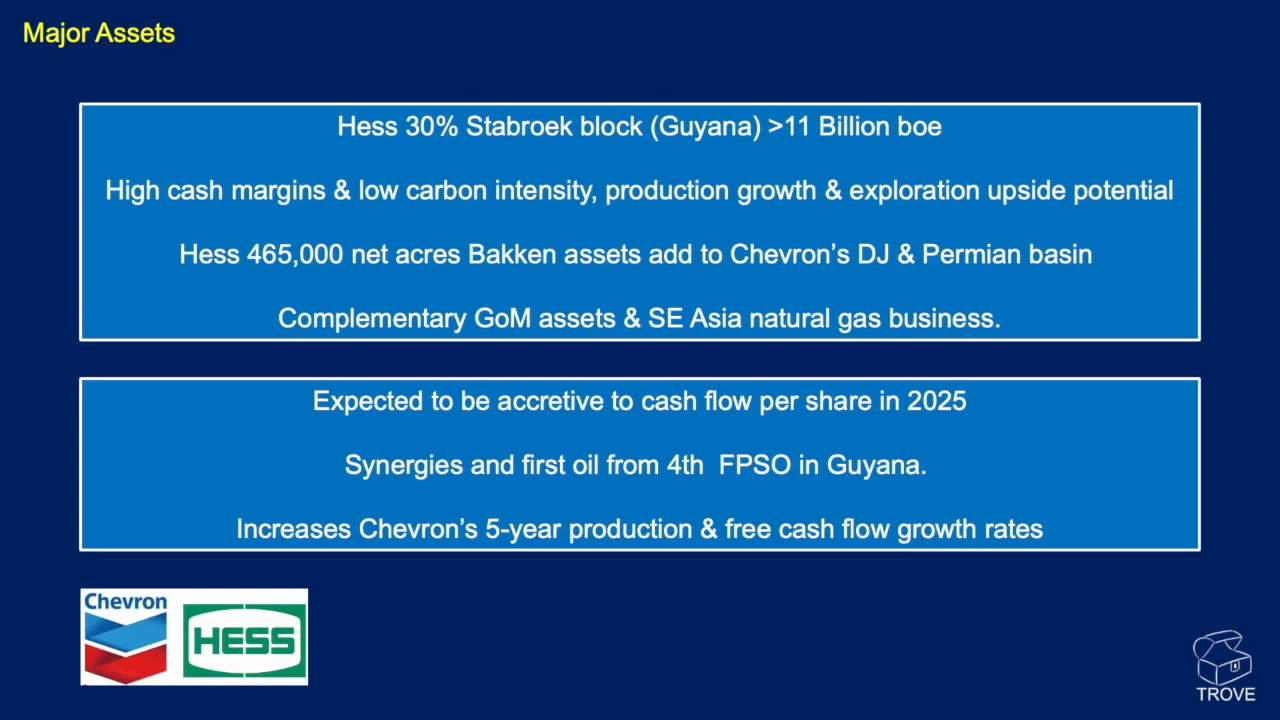 Major Assets
Hess 30% Stabroek block (Guyana) >11 Billion boe
High cash margins & low carbon intensity, production growth & exploration upside potential
Hess 465,000 net acres Bakken assets add to Chevron’s DJ & Permian basin
Complementary GoM assets & SE Asia natural gas business.
Expected to be accretive to cash flow per share in 2025
Synergies and first oil from 4th  FPSO in Guyana.
Increases Chevron’s 5-year production & free cash flow growth rates
Chevron
HESS
TROVE